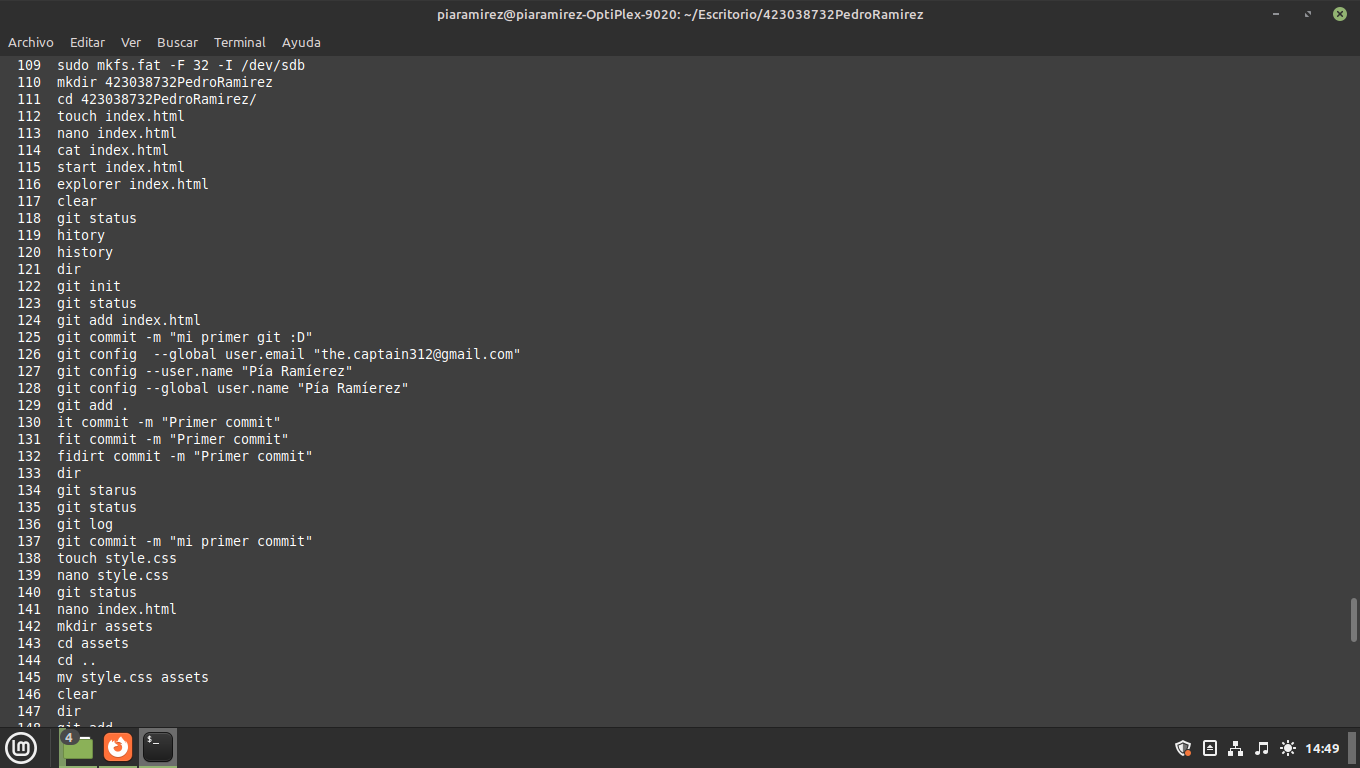 piaramirez@piaramirez-OptiPlex-9020: ~/Escritorio/423038732PedroRamirez
Archivo Editar Ver Buscar Terminal Ayuda
109 sudo mkfs.fat -F 32 -I /dev/sdb
110 mkdir 423038732PedroRamirez
111 cd 423038732PedroRamirez/
112 touch index.html
113 nano index.html
114 cat index.html
115 start index.html
116 explorer index.html
117 clear
118 git status
119 hitory
120 history
121 dir
122 git init
123 git status
124 git add index.html
125 git commit -m "mi primer git :D"
126 git config  --global user.email "the.captain312@gmail.com"
127 git config --user.name "Pía Ramíerez"
128 git config --global user.name "Pía Ramíerez"
129 git add .
130 it commit -m "Primer commit"
131 fit commit -m "Primer commit"
132 fidirt commit -m "Primer commit"
133 dir
134 git starus
135 git status
136 git log
137 git commit -m "mi primer commit"
138 touch style.css
139 nano style.css
140 git status
141 nano index.html
142 mkdir assets
143 cd assets
144 cd ..
145 mv style.css assets
146 clear
147 dir
148 git add
4
$_
14:49